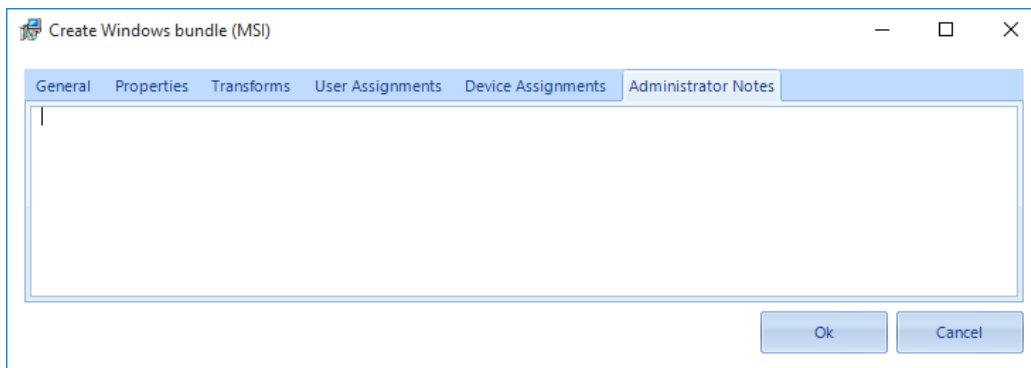 Create Windows bundle (MSI)
General Properties Transforms User Assignments Device Assignments Administrator Notes
Ok Cancel